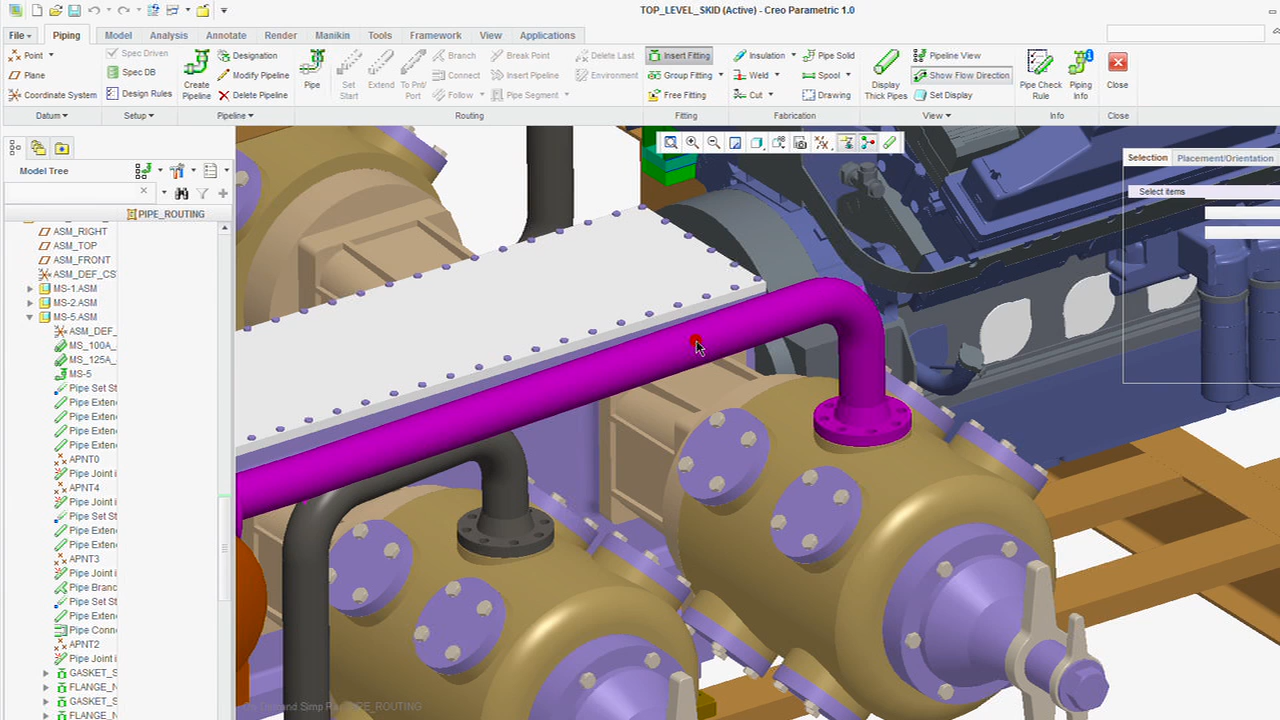 TOP_LEVEL_SKID (Active) - Creo Parametric 1.0
File Piping Model Analysis Annotate Render Manikin Tools Framework View Applications
Point Spec Driven Designation Branch Break Point Delete Last Insert Fitting Insulation Pipe Solid Pipeline View
Plane Spec DB Modify Pipeline Connect Insert Pipeline Environment Group Fitting Weld Spool Show Flow Direction
Coordinate System Design Rules Delete Pipeline Follow Pipe Segment Free Fitting Cut Drawing Set Display
Create Pipeline Pipe Set Start Extend To Pnt/Port Display Thick Pipes Pipe Check Rule Piping Info Close
Datum Setup Pipeline Routing Fitting Fabrication View Info Close
Model Tree
PIPE_ROUTING
ASM_RIGHT
ASM_TOP
ASM_FRONT
ASM_DEF_CS
MS-1.ASM
MS-2.ASM
MS-5.ASM
ASM_DEF_
MS_100A_
MS_125A_
MS-5
Pipe Set St
Pipe Exten
Pipe Exten
Pipe Exten
Pipe Exten
APNT0
Pipe Joint i
APNT4
Pipe Joint i
Pipe Set St
Pipe Exten
Pipe Exten
APNT3
Pipe Joint i
Pipe Branc
Pipe Set St
Pipe Exten
Pipe Conn
APNT2
Pipe Joint i
GASKET_S
FLANGE_N
GASKET_S
FLANGE_N
Selection Placement/Orientation
Select items
PIPE_ROUTING